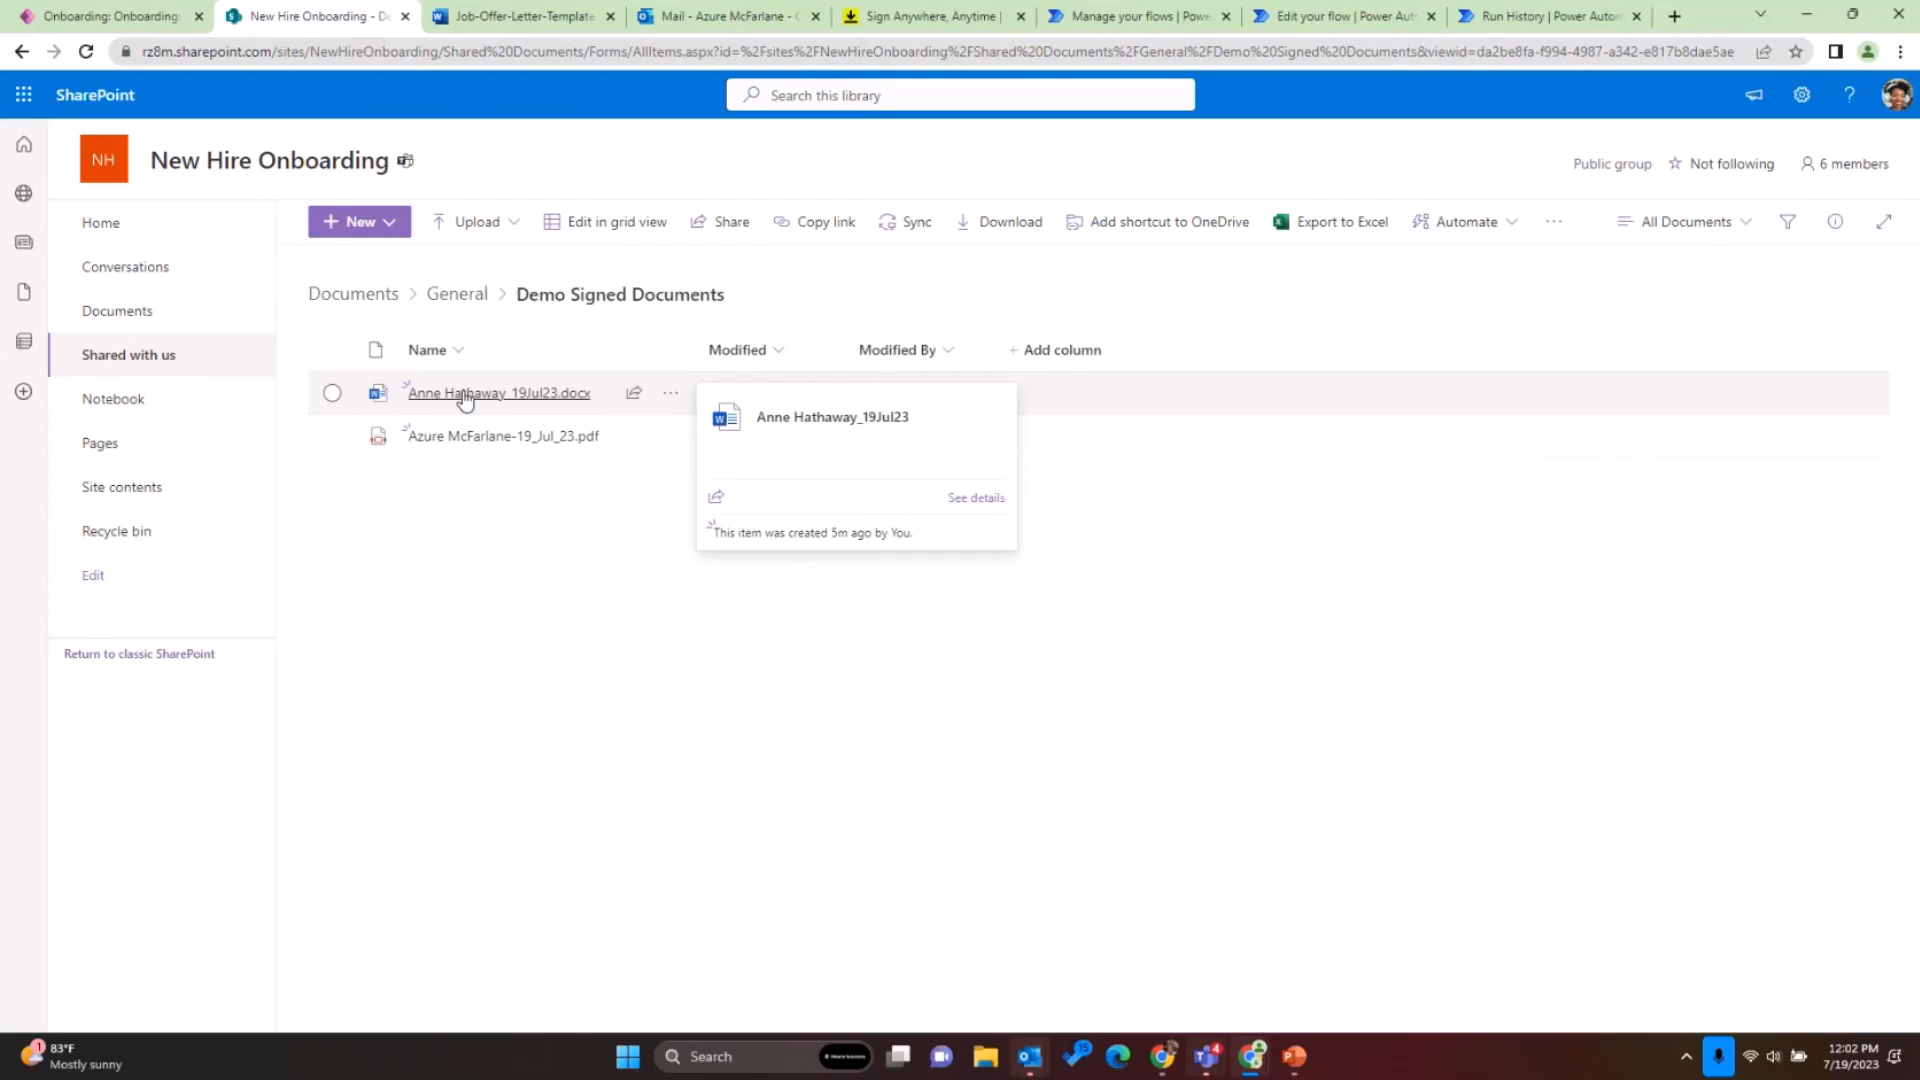 Onboarding: Onboarding:
New Hire Onboarding - De
Job-Offer-Letter-Template
Mail - Azure McFarlane - O
Sign Anywhere, Anytime |
Manage your flows | Powe
Edit your flow | Power Aut
Run History | Power Autom
rz8m.sharepoint.com/sites/NewHireOnboarding/Shared%20Documents/Forms/AllItems.aspx?id=%2Fsites%2FNewHireOnboarding%2FShared%20Documents%2FGeneral%2FDemo%20Signed%20Documents&viewid=da2be8fa-f994-4987-a342-e817b8dae5ae
SharePoint
Search this library
NH
New Hire Onboarding
Public group
Not following
6 members
Home
Conversations
Documents
Shared with us
Notebook
Pages
Site contents
Recycle bin
Edit
Return to classic SharePoint
New
Upload
Edit in grid view
Share
Copy link
Sync
Download
Add shortcut to OneDrive
Export to Excel
Automate
All Documents
Documents > General > Demo Signed Documents
Name
Modified
Modified By
+ Add column
Anne Hathaway_19Jul23.docx
Azure McFarlane-19_Jul_23.pdf
Anne Hathaway_19Jul23
See details
This item was created 5m ago by You.
1
83°F
Mostly sunny
Search
15
4
12:02 PM
7/19/2023